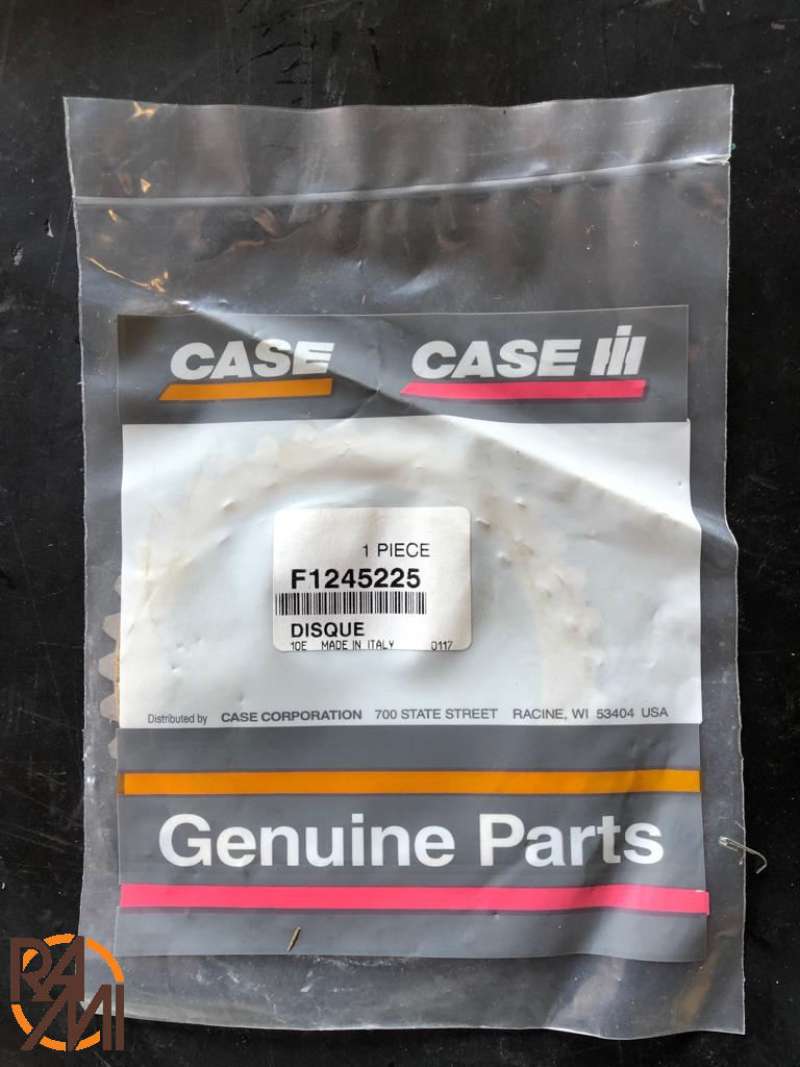 CASE CASE IH
1 PIECE
F1245225
DISQUE
10E MADE IN ITALY 0117
Distributed by CASE CORPORATION 700 STATE STREET RACINE, WI 53404 USA
Genuine Parts
RAMI